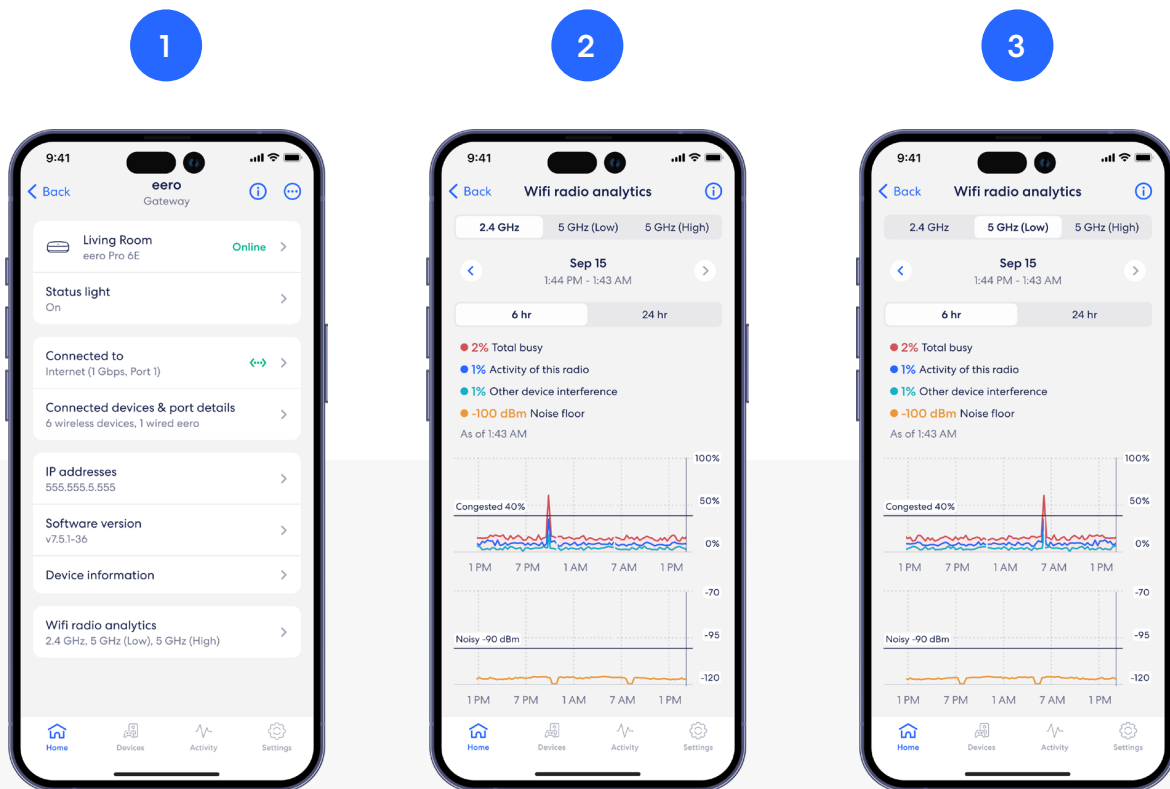 1
2
3
9:41
Back
eero
Gateway
Living Room
eero Pro 6E
Online
Status light
On
Connected to
Internet (1 Gbps, Port 1)
Connected devices & port details
6 wireless devices, 1 wired eero
IP addresses
555.555.5.555
Software version
v7.5.1-36
Device information
Wifi radio analytics
2.4 GHz, 5 GHz (Low), 5 GHz (High)
Home Devices Activity Settings
9:41
Back Wifi radio analytics
2.4 GHz 5 GHz (Low) 5 GHz (High)
Sep 15
1:44 PM - 1:43 AM
6 hr 24 hr
2% Total busy
1% Activity of this radio
1% Other device interference
-100 dBm Noise floor
As of 1:43 AM
100%
Congested 40% 50%
0%
1 PM 7 PM 1 AM 7 AM 1 PM
-70
Noisy -90 dBm -95
-120
1 PM 7 PM 1 AM 7 AM 1 PM
Home Devices Activity Settings
9:41
Back Wifi radio analytics
2.4 GHz 5 GHz (Low) 5 GHz (High)
Sep 15
1:44 PM - 1:43 AM
6 hr 24 hr
2% Total busy
1% Activity of this radio
1% Other device interference
-100 dBm Noise floor
As of 1:43 AM
100%
Congested 40% 50%
0%
1 PM 7 PM 1 AM 7 AM 1 PM
-70
Noisy -90 dBm -95
-120
1 PM 7 PM 1 AM 7 AM 1 PM
Home Devices Activity Settings